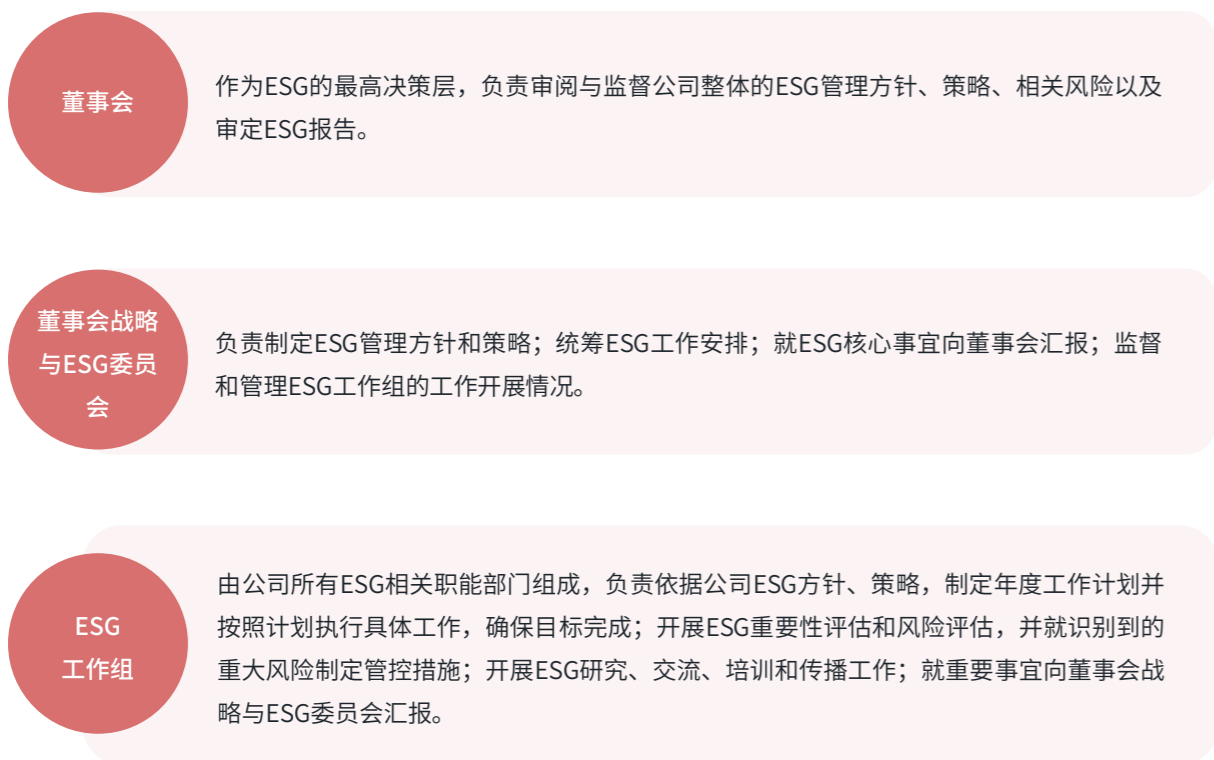 董事会
作为ESG的最高决策层，负责审阅与监督公司整体的ESG管理方针、策略、相关风险以及
审定ESG报告。
董事会战略
与ESG委员
会
负责制定ESG管理方针和策略；统筹ESG工作安排；就ESG核心事宜向董事会汇报；监督
和管理ESG工作组的工作开展情况。
ESG
工作组
由公司所有ESG相关职能部门组成，负责依据公司ESG方针、策略，制定年度工作计划并
按照计划执行具体工作，确保目标完成；开展ESG重要性评估和风险评估，并就识别到的
重大风险制定管控措施；开展ESG研究、交流、培训和传播工作；就重要事宜向董事会战
略与ESG委员会汇报。